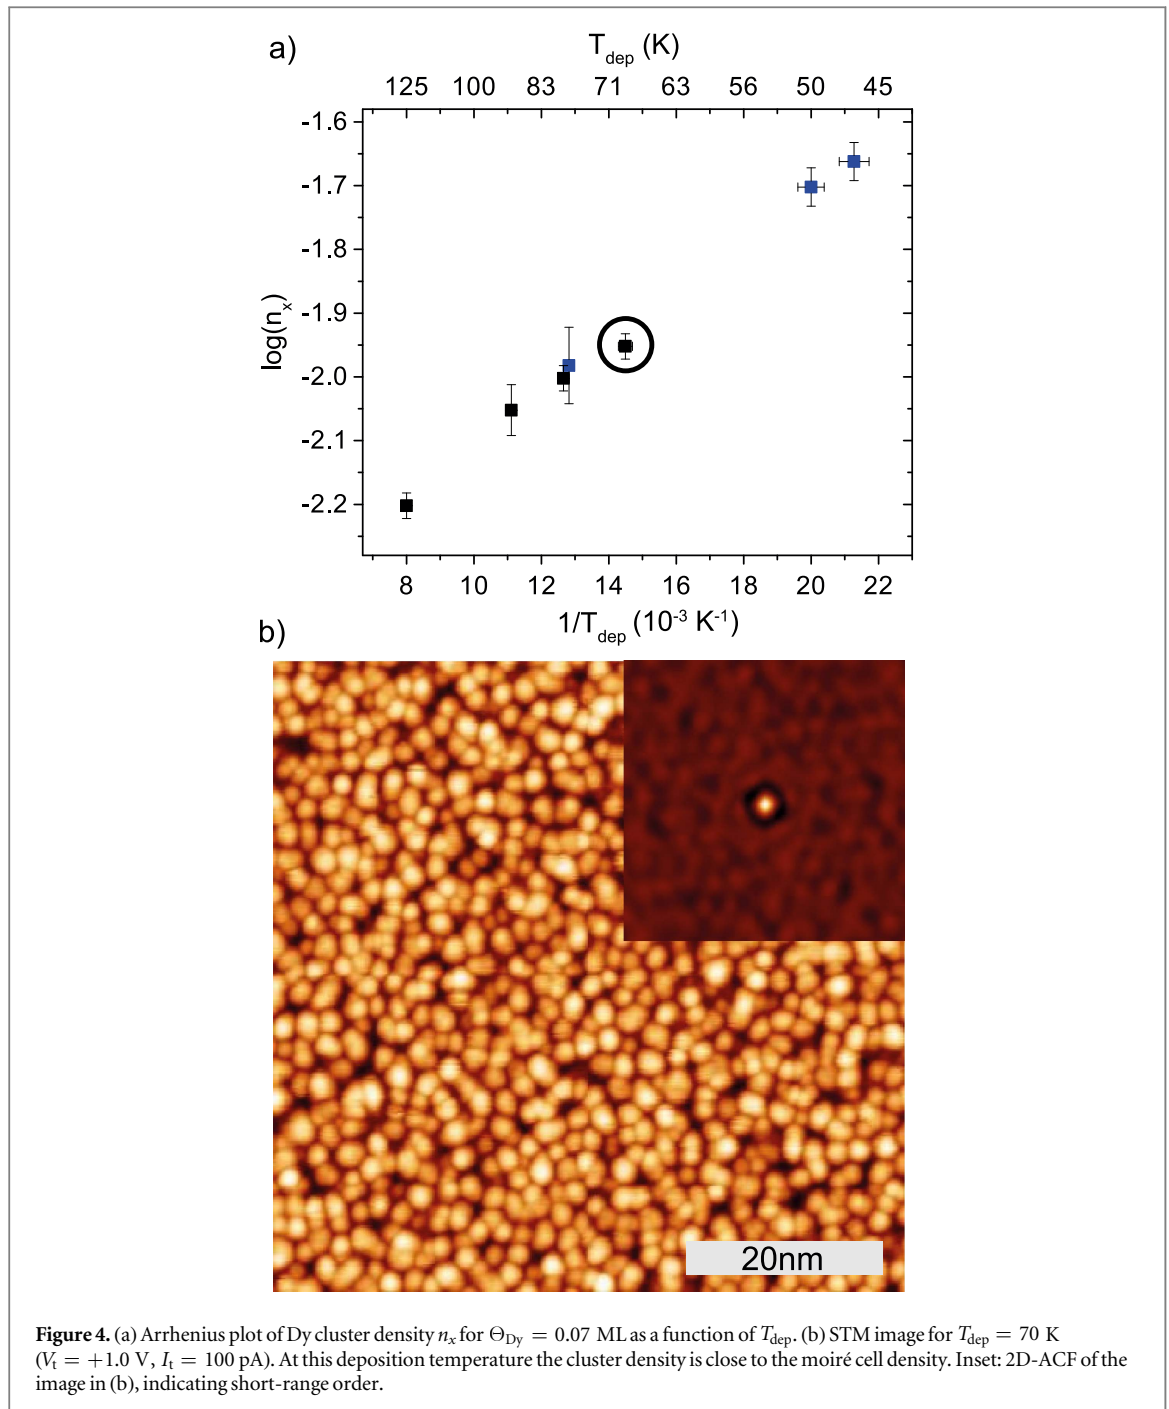 a)
T_dep (K)
125 100 83 71 63 56 50 45
-1.6
-1.7
-1.8
-1.9
-2.0
-2.1
-2.2
log(n_x)
8 10 12 14 16 18 20 22
1/T_dep (10^-3 K^-1)
b)
20nm
Figure 4. (a) Arrhenius plot of Dy cluster density n_x for Θ_Dy = 0.07 ML as a function of T_dep. (b) STM image for T_dep = 70 K
(V_t = +1.0 V, I_t = 100 pA). At this deposition temperature the cluster density is close to the moiré cell density. Inset: 2D-ACF of the
image in (b), indicating short-range order.